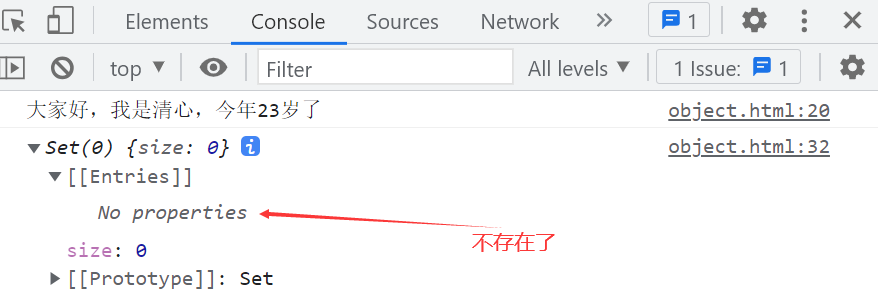 Elements Console Sources Network » 1
top ▼ Filter All levels ▼ 1 Issue: 1
大家好，我是清心，今年23岁了 object.html:20
▼Set(0) {size: 0} i object.html:32
▼[[Entries]]
No properties
不存在了
size: 0
▶[[Prototype]]: Set